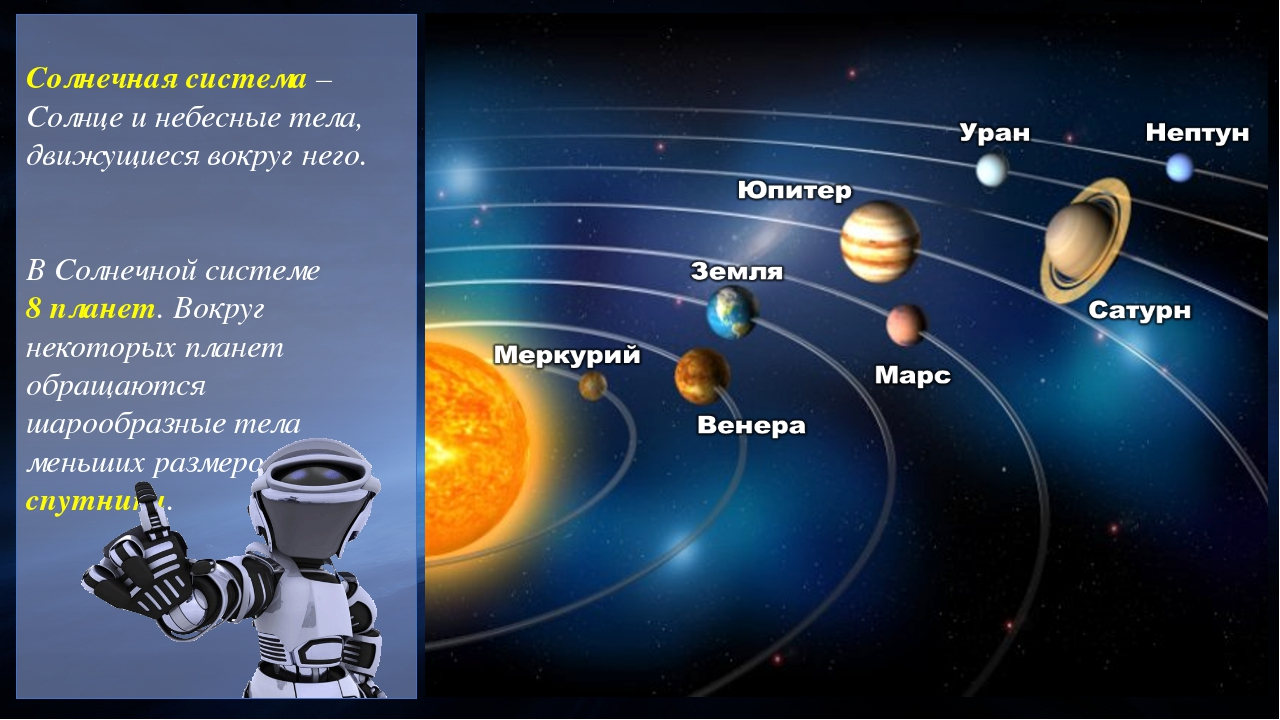 Солнечная система –
Солнце и небесные тела,
движущиеся вокруг него.
В Солнечной системе
8 планет. Вокруг
некоторых планет
обращаются
шарообразные тела
меньших
Уран
Нептун
Юпитер
Земля
Сатурн
Меркурий
Марс
Венера